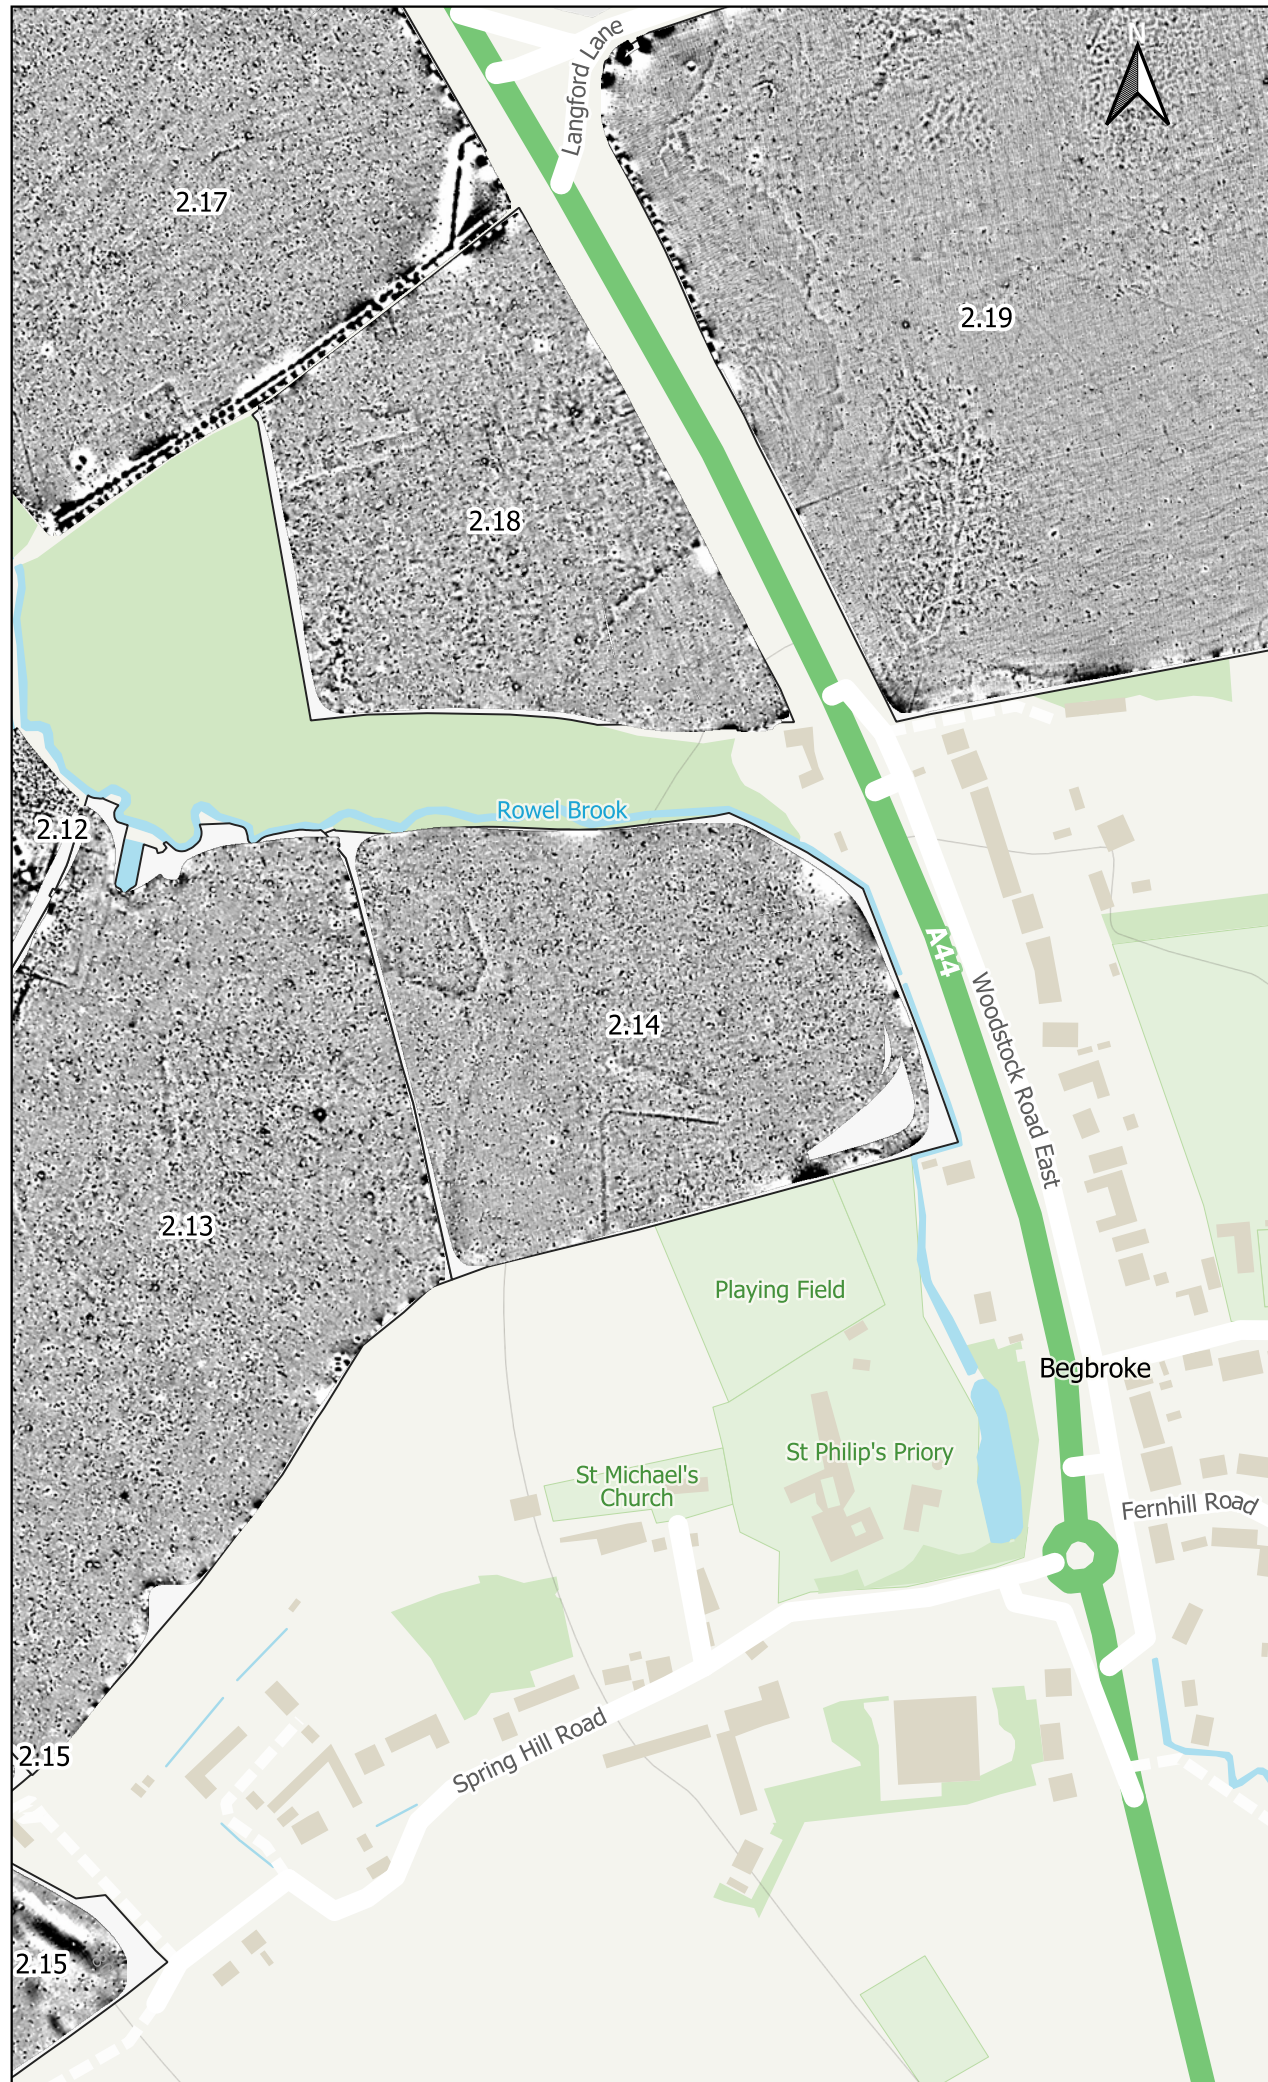 N
Langford Lane
2.17
2.19
2.18
Rowel Brook
2.12
A44
Woodstock Road East
2.14
2.13
Playing Field
Begbroke
St Philip's Priory
St Michael's
Church
Fernhill Road
Spring Hill Road
2.15
2.15